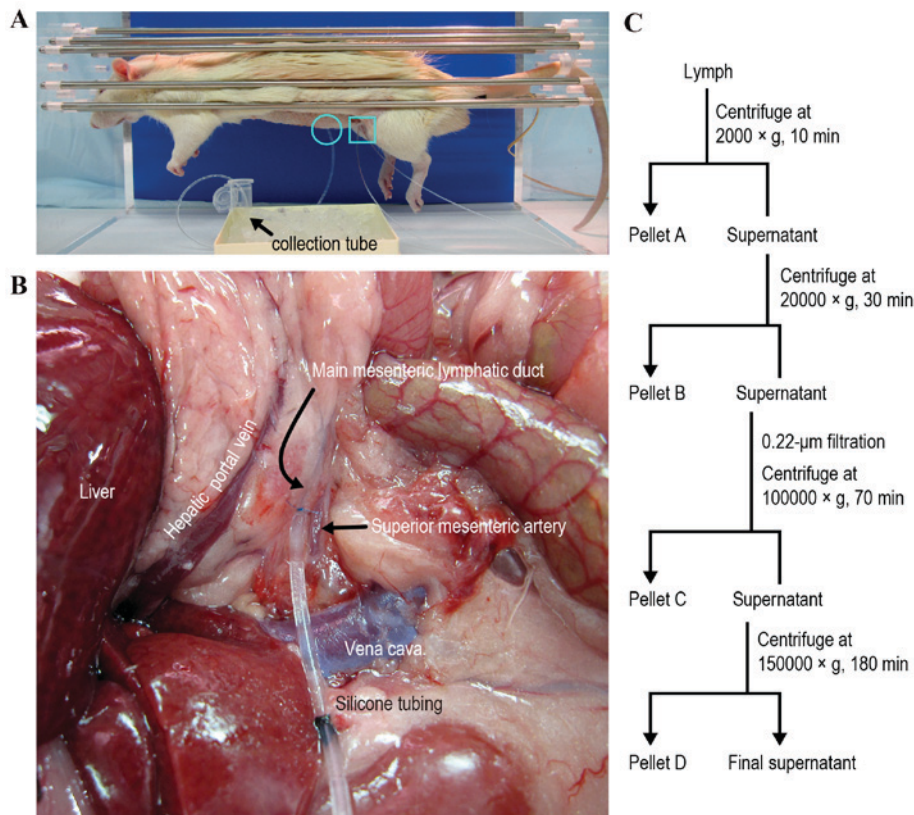 A
collection tube
B
Main mesenteric lymphatic duct
Hepatic portal vein
Liver
Superior mesenteric artery
Vena cava.
Silicone tubing
C
Lymph
Centrifuge at
2000 × g, 10 min
Pellet A
Supernatant
Centrifuge at
20000 × g, 30 min
Pellet B
Supernatant
0.22-μm filtration
Centrifuge at
100000 × g, 70 min
Pellet C
Supernatant
Centrifuge at
150000 × g, 180 min
Pellet D
Final supernatant